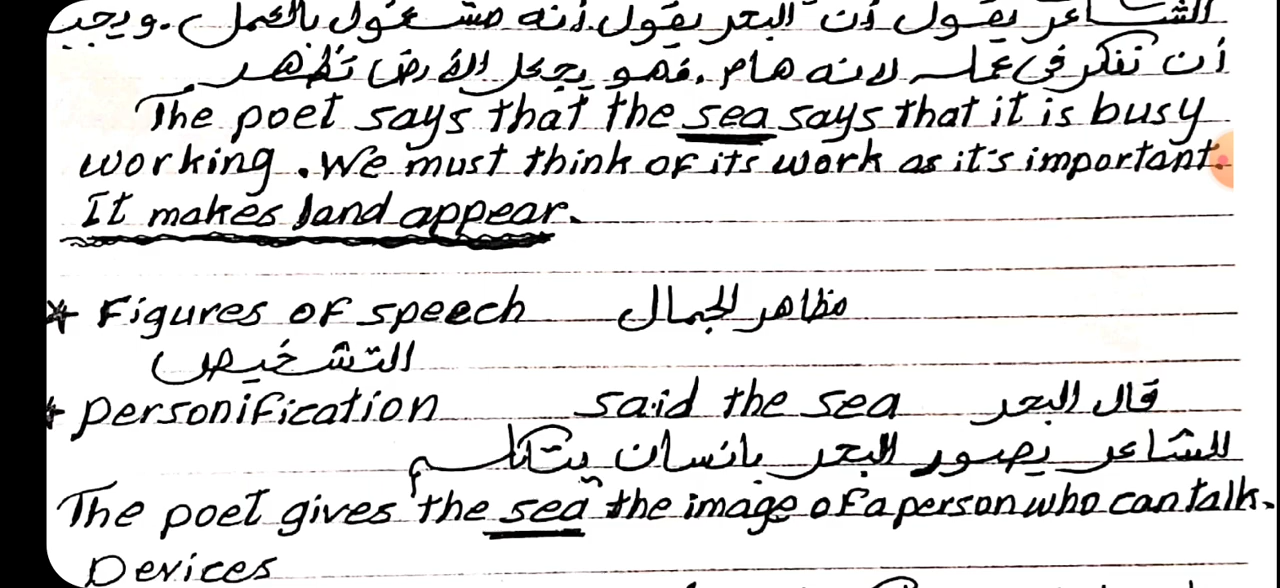 الشاعر يقول أن البحر يقول أنه مشغول بالعمل. ويجب
أن نفكر فى عمله لانه هام. فهو يجعل الأرض تظهر
The poet says that the sea says that it is busy
working. We must think of its work as it's important.
It makes land appear.
* Figures of speech مظاهر الجمال
التشخيص
* personification said the sea قال البحر
الشاعر يصور البحر بانسان يتكلم
The poet gives the sea the image of a person who can talk.
Devices